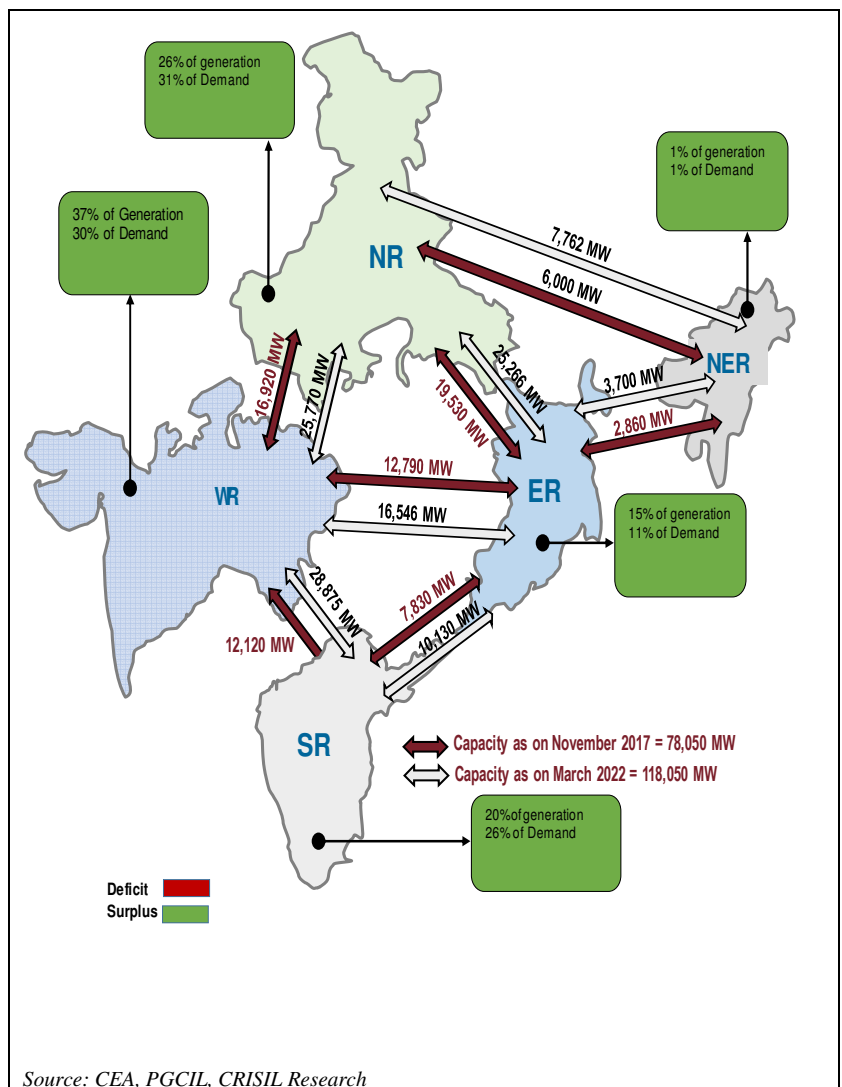 26% of generation
31% of Demand
1% of generation
1% of Demand
37% of Generation
30% of Demand
7,762 MW
6,000 MW
NR
NER
16,920 MW
25,770 MW
19,530 MW
25,266 MW
3,700 MW
2,860 MW
12,790 MW
WR
ER
16,546 MW
15% of generation
11% of Demand
28,875 MW
7,830 MW
12,120 MW
10,130 MW
SR
Capacity as on November 2017 = 78,050 MW
Capacity as on March 2022 = 118,050 MW
20% of generation
26% of Demand
Deficit
Surplus
Source: CEA, PGCIL, CRISIL Research